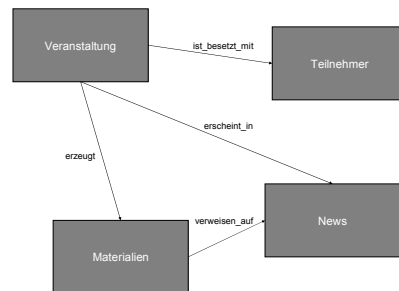 Veranstaltung
ist_besetzt_mit
Teilnehmer
erscheint_in
erzeugt
verweisen_auf
News
Materialien